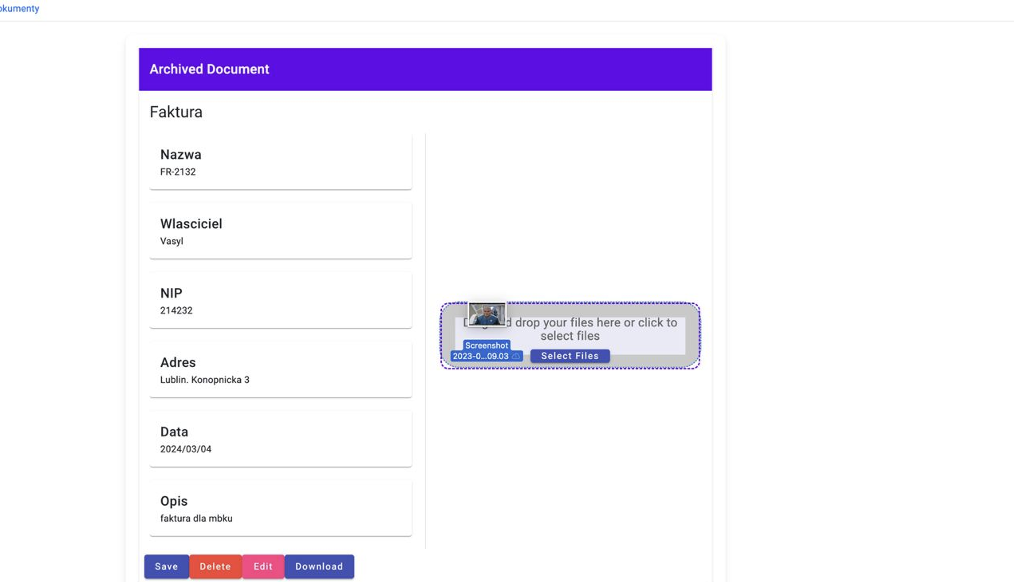 okumenty
Archived Document
Faktura
Nazwa
FR-2132
Wlasciciel
Vasyl
NIP
214232
Adres
Lublin. Konopnicka 3
Data
2024/03/04
Opis
faktura dla mbku
drop your files here or click to
select files
Screenshot
2023-0...09.03
Select Files
Save Delete Edit Download